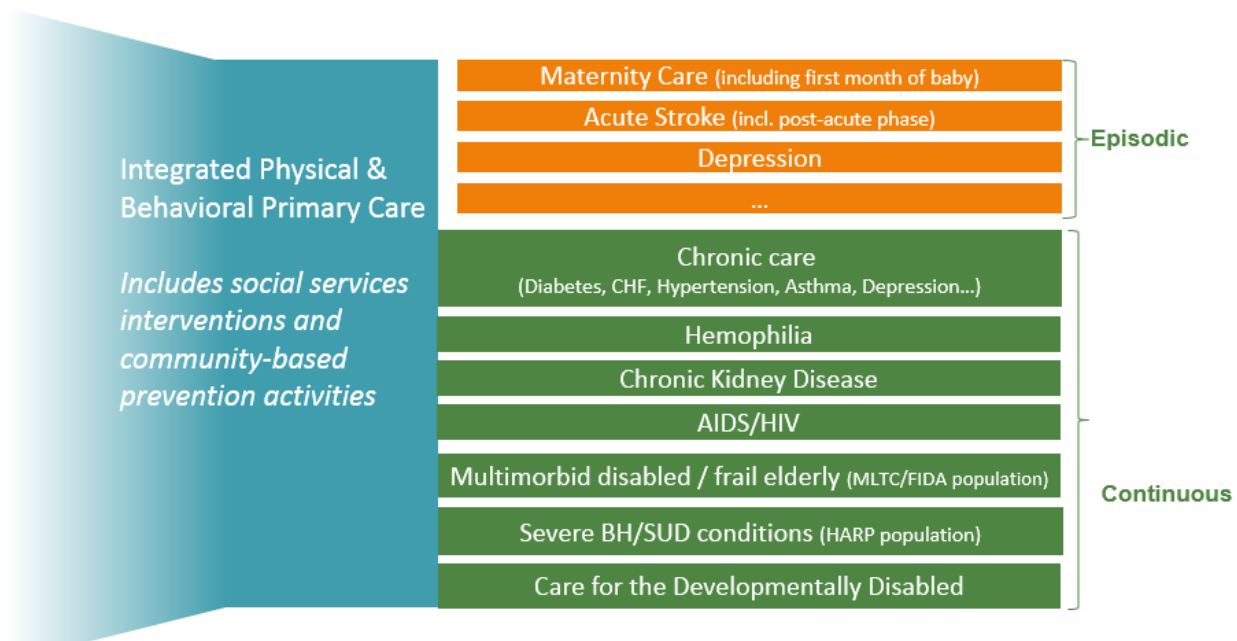 Integrated Physical &
Behavioral Primary Care
Includes social services
interventions and
community-based
prevention activities
Maternity Care (including first month of baby)
Acute Stroke (incl. post-acute phase)
Depression
...
Episodic
Chronic care
(Diabetes, CHF, Hypertension, Asthma, Depression...)
Hemophilia
Chronic Kidney Disease
AIDS/HIV
Multimorbid disabled / frail elderly (MLTC/FIDA population)
Severe BH/SUD conditions (HARP population)
Care for the Developmentally Disabled
Continuous